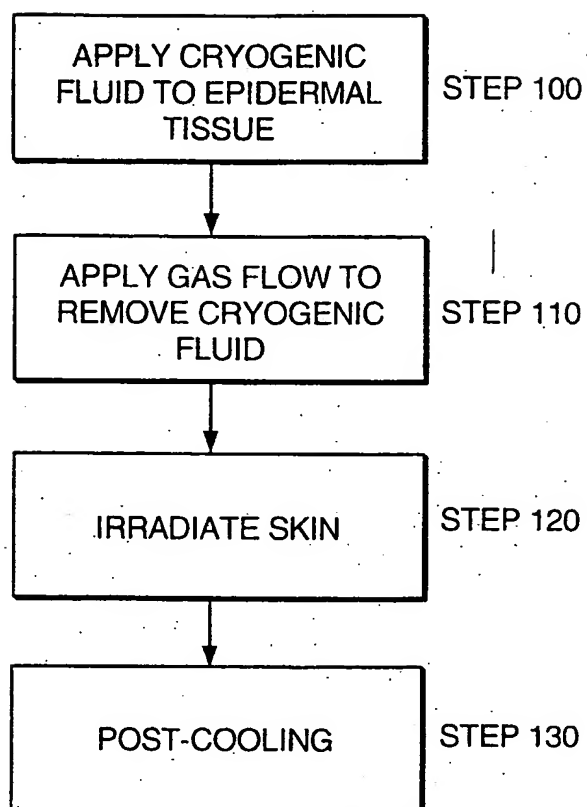 APPLY CRYOGENIC
FLUID TO EPIDERMAL
TISSUE
STEP 100
APPLY GAS FLOW TO
REMOVE CRYOGENIC
FLUID
STEP 110
IRRADIATE SKIN
STEP 120
POST-COOLING
STEP 130